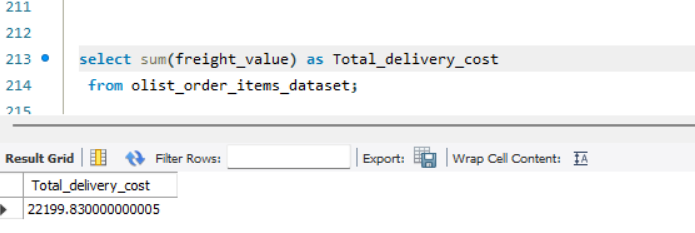 211
212
213 select sum(freight_value) as Total_delivery_cost
214 from olist_order_items_dataset;
215
Result Grid Filter Rows: Export: Wrap Cell Content:
Total_delivery_cost
22199.830000000005